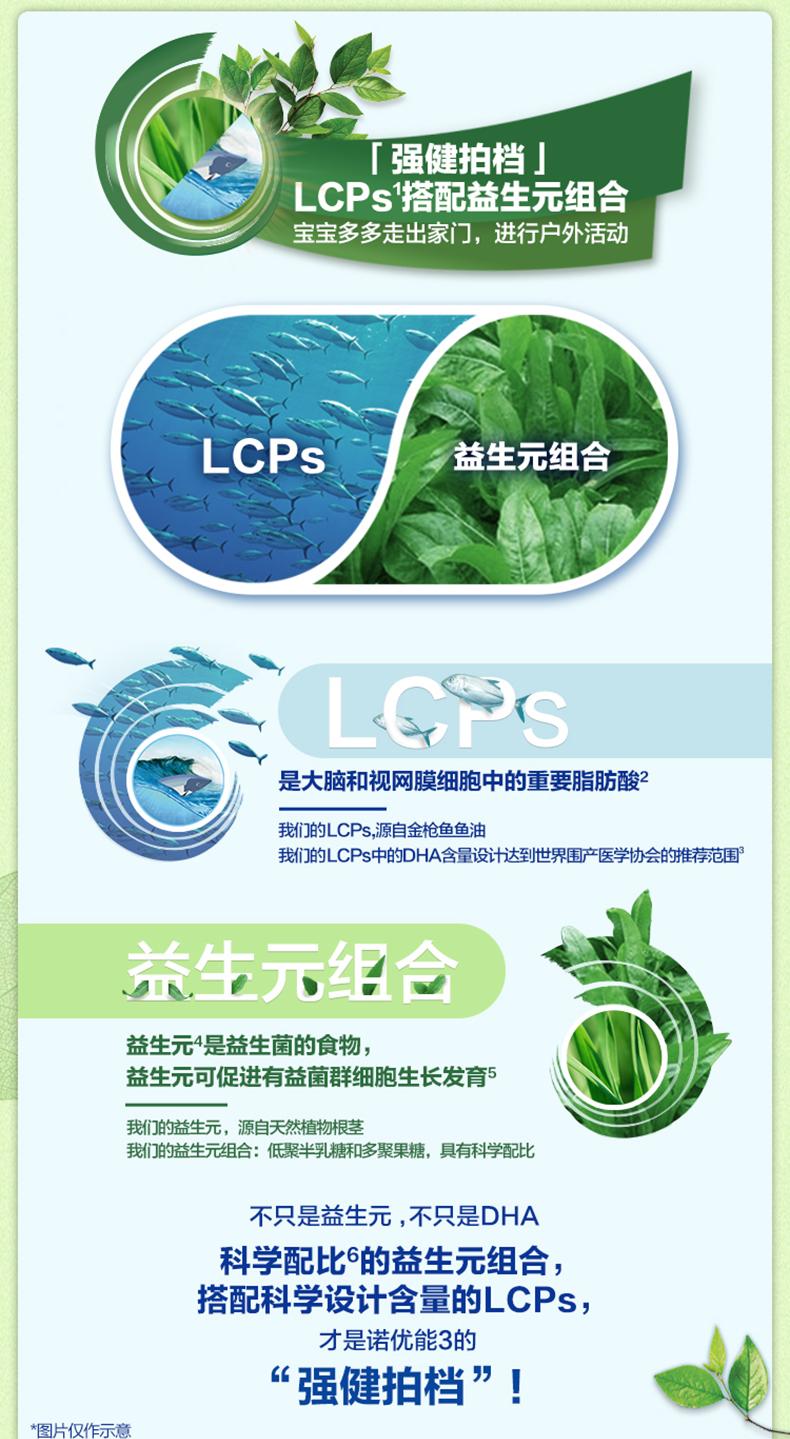 「强健拍档」
LCPs¹搭配益生元组合
宝宝多多走出家门，进行户外活动
LCPs
益生元组合
LCPs
是大脑和视网膜细胞中的重要脂肪酸²
我们的LCPs,源自金枪鱼鱼油
我们的LCPs中的DHA含量设计达到世界围产医学协会的推荐范围³
益生元组合
益生元⁴是益生菌的食物，
益生元可促进有益菌群细胞生长发育⁵
我们的益生元，源自天然植物根茎
我们的益生元组合：低聚半乳糖和多聚果糖，具有科学配比
不只是益生元，不只是DHA
科学配比⁶的益生元组合，
搭配科学设计含量的LCPs，
才是诺优能3的
“强健拍档”！
*图片仅作示意